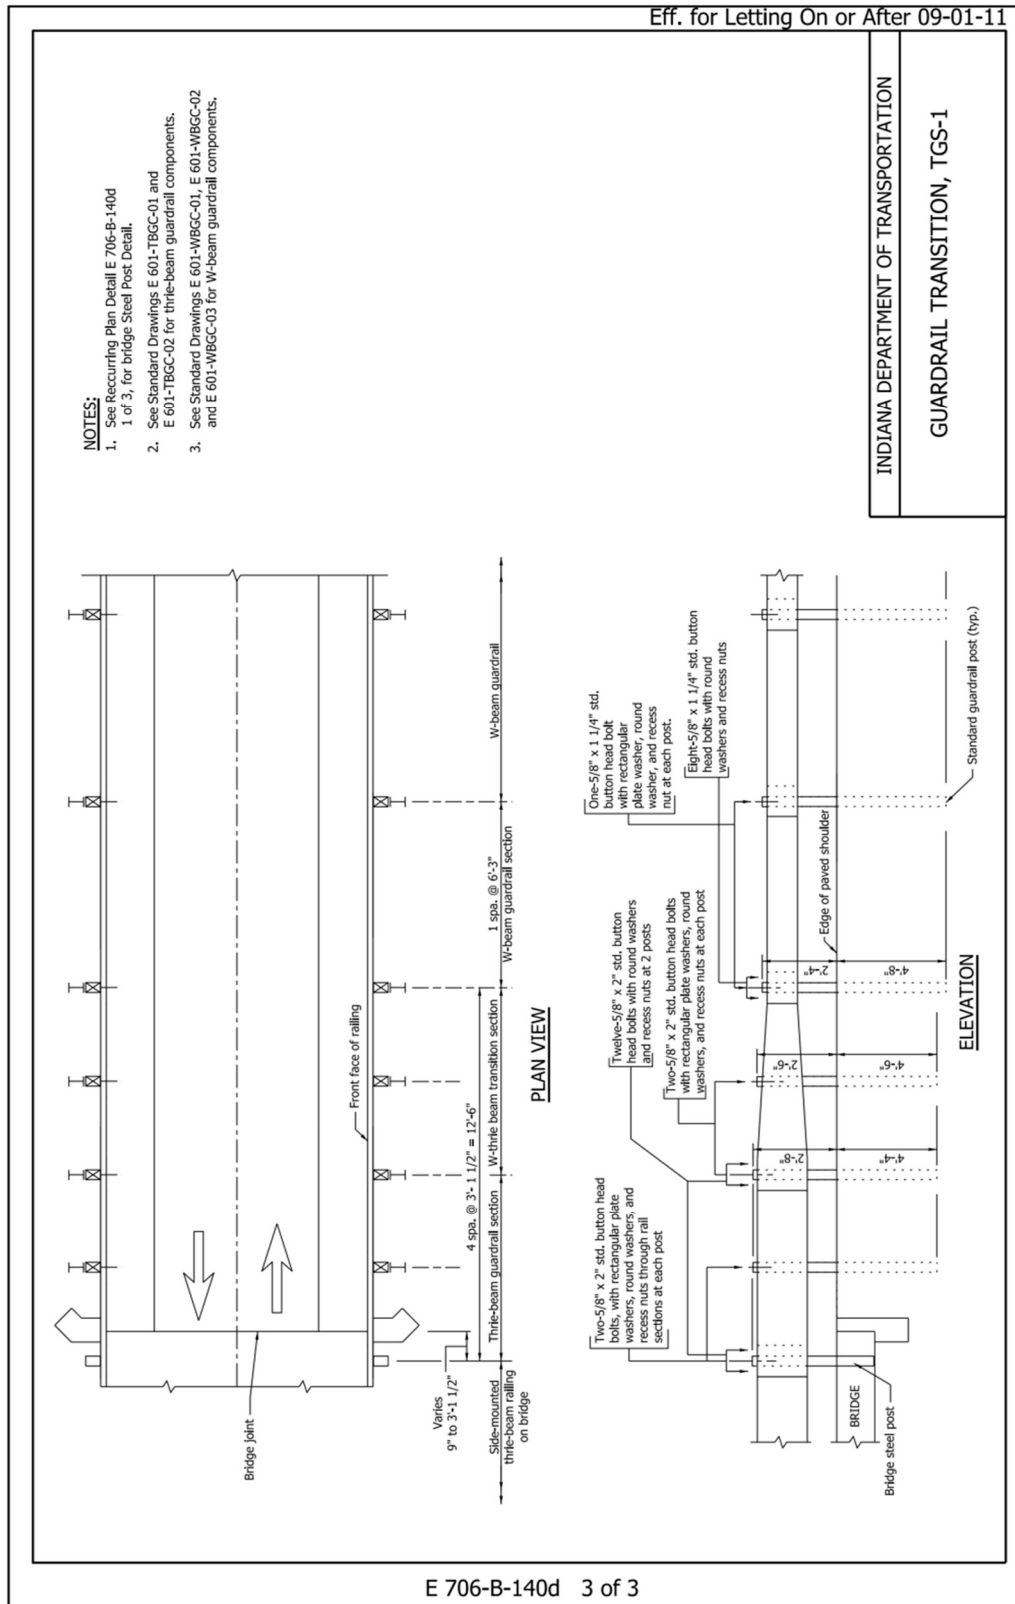 Eff. for Letting On or After 09-01-11
NOTES:
1. See Reccurring Plan Detail E 706-B-140d
1 of 3, for bridge Steel Post Detail.
2. See Standard Drawings E 601-TBGC-01 and
E 601-TBGC-02 for thrie-beam guardrail components.
3. See Standard Drawings E 601-WBGC-01, E 601-WBGC-02
and E 601-WBGC-03 for W-beam guardrail components.
Bridge joint
Front face of railing
Varies
9" to 3'-1 1/2"
4 spa. @ 3'- 1 1/2" = 12'-6"
1 spa. @ 6'-3"
Side-mounted
thrie-beam railing
on bridge
Thrie-beam guardrail section
W-thrie beam transition section
W-beam guardrail section
W-beam guardrail
PLAN VIEW
Two-5/8" x 2" std. button head
bolts, with rectangular plate
washers, round washers, and
recess nuts through rail
sections at each post
Twelve-5/8" x 2" std. button
head bolts with round washers
and recess nuts at 2 posts
Two-5/8" x 2" std. button head bolts
with rectangular plate washers, round
washers, and recess nuts at each post
One-5/8" x 1 1/4" std.
button head bolt
with rectangular
plate washer, round
washer, and recess
nut at each post.
Eight-5/8" x 1 1/4" std. button
head bolts with round
washers and recess nuts
2'-8"
2'-6"
2'-4"
4'-4"
4'-6"
4'-8"
BRIDGE
Bridge steel post
Edge of paved shoulder
Standard guardrail post (typ.)
ELEVATION
INDIANA DEPARTMENT OF TRANSPORTATION
GUARDRAIL TRANSITION, TGS-1
E 706-B-140d 3 of 3